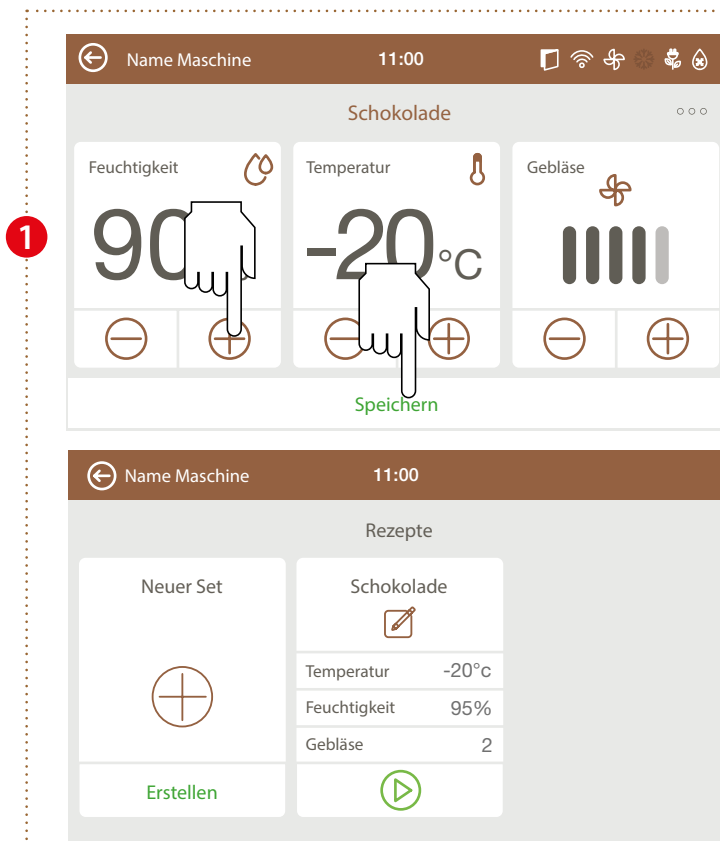 Name Maschine 11:00
Schokolade
Feuchtigkeit Temperatur Gebläse
90 -20°C
1
Speichern
Name Maschine 11:00
Rezepte
Neuer Set Schokolade
Temperatur -20°c
Feuchtigkeit 95%
Gebläse 2
Erstellen